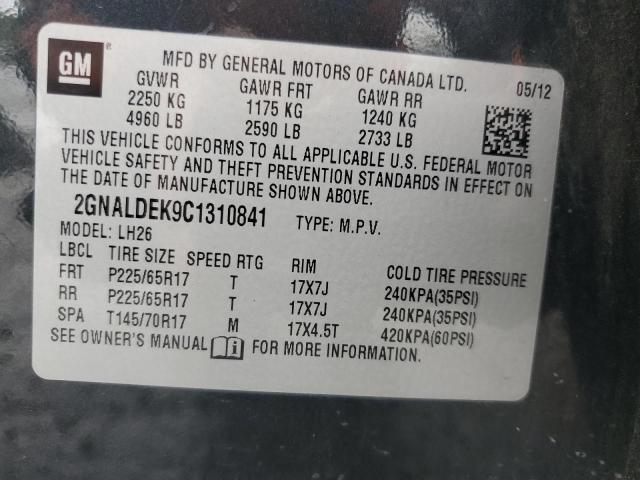 GM ®
MFD BY GENERAL MOTORS OF CANADA LTD. 05/12
GVWR GAWR FRT GAWR RR
2250 KG 1175 KG 1240 KG
4960 LB 2590 LB 2733 LB
THIS VEHICLE CONFORMS TO ALL APPLICABLE U.S. FEDERAL MOTOR
VEHICLE SAFETY AND THEFT PREVENTION STANDARDS IN EFFECT ON
THE DATE OF MANUFACTURE SHOWN ABOVE.
2GNALDEK9C1310841 TYPE: M.P.V.
MODEL: LH26
LBCL TIRE SIZE SPEED RTG RIM COLD TIRE PRESSURE
FRT P225/65R17 T 17X7J 240KPA(35PSI)
RR P225/65R17 T 17X7J 240KPA(35PSI)
SPA T145/70R17 M 17X4.5T 420KPA(60PSI)
SEE OWNER'S MANUAL FOR MORE INFORMATION.